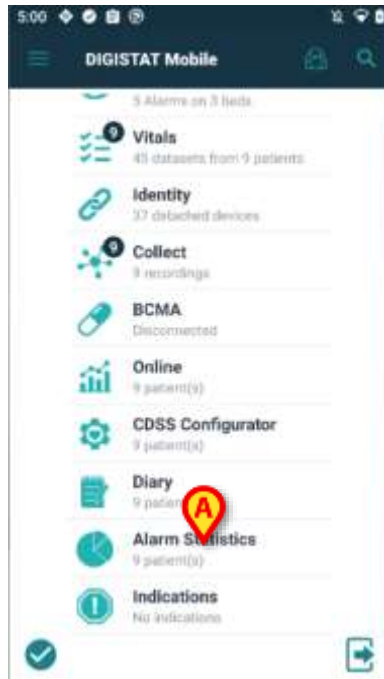 5:00
DIGISTAT Mobile
5 Alarms on 3 beds
9
Vitals
45 datasets from 9 patients
Identity
37 detached devices
9
Collect
9 recordings
BCMA
Disconnected
Online
9 patient(s)
CDSS Configurator
9 patient(s)
Diary
9 patien
A
Alarm Statistics
9 patient(s)
Indications
No indications